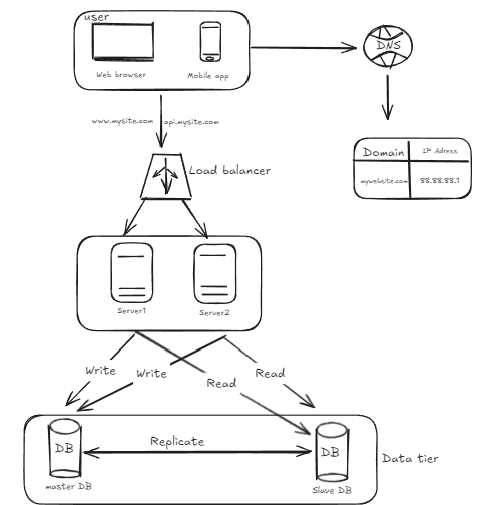 user
Web browser
Mobile app
DNS
www.mysite.com
api.mysite.com
Domain
IP Adress
mywebsite.com
88.88.88.1
Load balancer
Server1
Server2
Write
Write
Read
Read
DB
Replicate
DB
master DB
Slave DB
Data tier